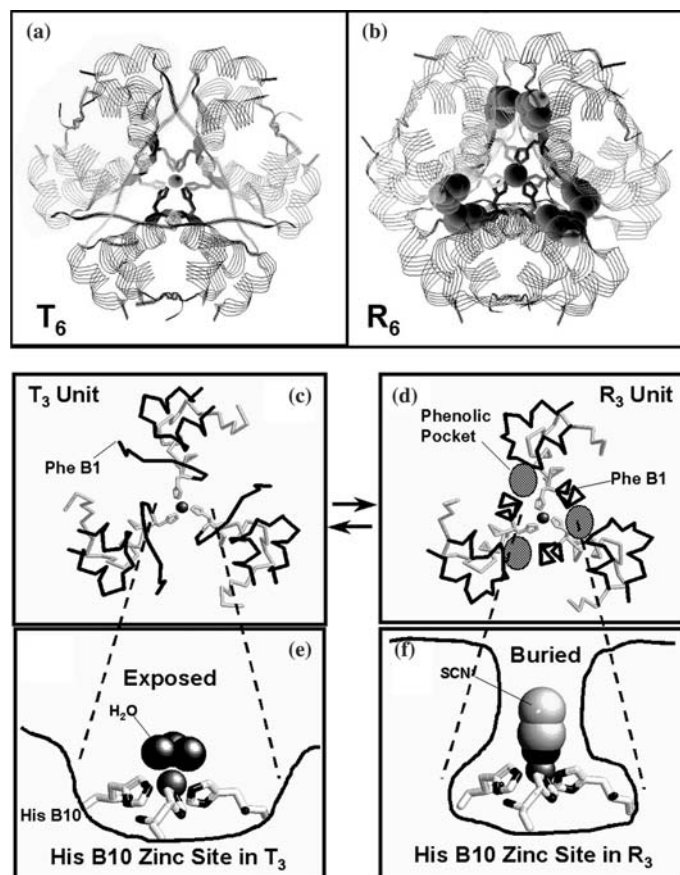 (a)
(b)
T6
R6
T3 Unit
(c)
Phe B1
(d)
R3 Unit
Phenolic
Pocket
Phe B1
(e)
Exposed
H2O
His B10
His B10 Zinc Site in T3
(f)
Buried
SCN-
His B10 Zinc Site in R3